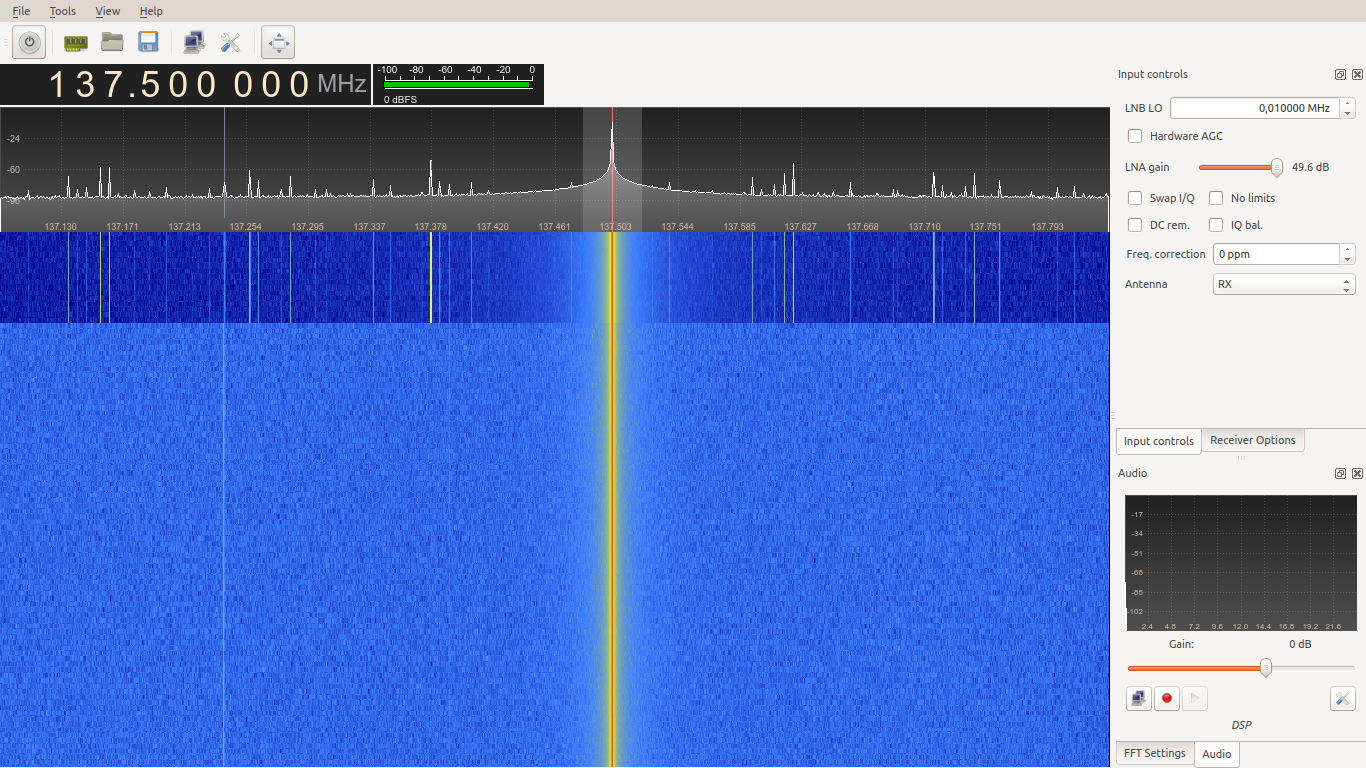 File Tools View Help
137.500 000 MHz
-100 -80 -60 -40 -20 0
0 dBFS
-24
-60
-96
137.130 137.171 137.213 137.254 137.295 137.337 137.378 137.420 137.461 137.503 137.544 137.585 137.627 137.668 137.710 137.751 137.793
Input controls
LNB LO 0,010000 MHz
Hardware AGC
LNA gain 49.6 dB
Swap I/Q No limits
DC rem. IQ bal.
Freq. correction 0 ppm
Antenna RX
Input controls Receiver Options
Audio
-17
-34
-51
-68
-85
-102
2.4 4.8 7.2 9.6 12.0 14.4 16.8 19.2 21.6
Gain: 0 dB
DSP
FFT Settings Audio